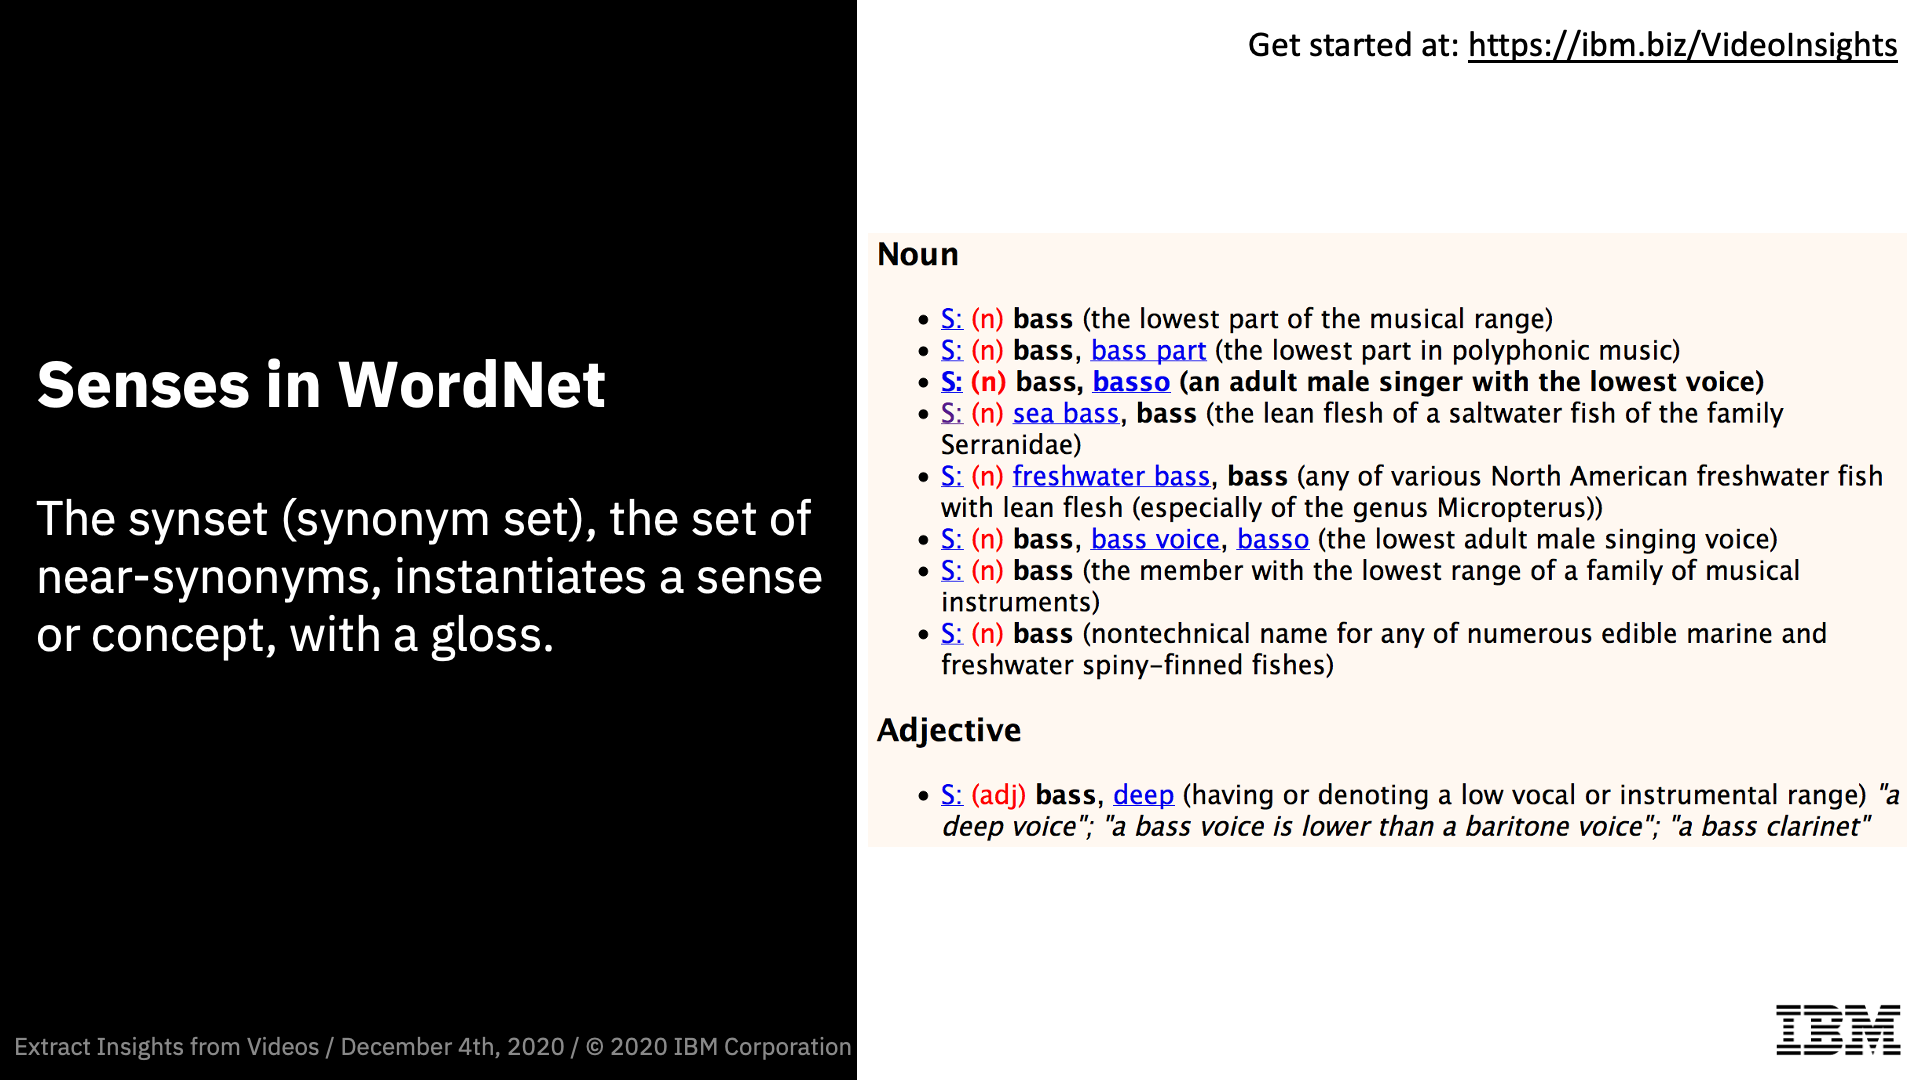 Get started at: https://ibm.biz/VideoInsights
Senses in WordNet
The synset (synonym set), the set of
near-synonyms, instantiates a sense
or concept, with a gloss.
Noun
• S: (n) bass (the lowest part of the musical range)
• S: (n) bass, bass part (the lowest part in polyphonic music)
• S: (n) bass, basso (an adult male singer with the lowest voice)
• S: (n) sea bass, bass (the lean flesh of a saltwater fish of the family
Serranidae)
• S: (n) freshwater bass, bass (any of various North American freshwater fish
with lean flesh (especially of the genus Micropterus))
• S: (n) bass, bass voice, basso (the lowest adult male singing voice)
• S: (n) bass (the member with the lowest range of a family of musical
instruments)
• S: (n) bass (nontechnical name for any of numerous edible marine and
freshwater spiny-finned fishes)
Adjective
• S: (adj) bass, deep (having or denoting a low vocal or instrumental range) "a
deep voice"; "a bass voice is lower than a baritone voice"; "a bass clarinet"
Extract Insights from Videos / December 4th, 2020 / © 2020 IBM Corporation
IBM